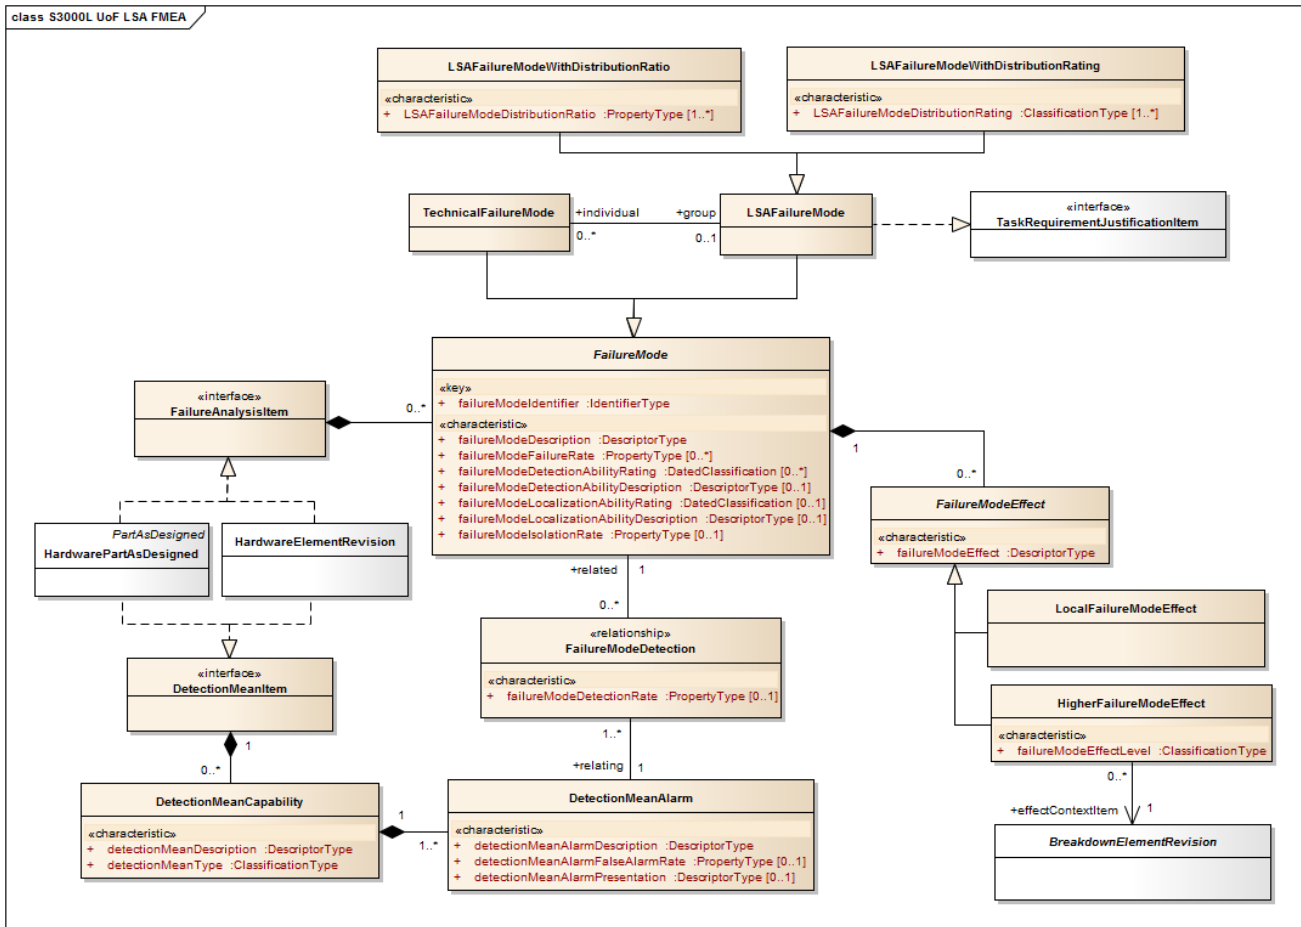 class S3000L UoF LSA FMEA
LSAFailureModeWithDistributionRatio
«characteristic»
+ LSAFailureModeDistributionRatio :PropertyType [1..*]
LSAFailureModeWithDistributionRating
«characteristic»
+ LSAFailureModeDistributionRating :ClassificationType [1..*]
TechnicalFailureMode
+individual
0..*
+group
0..1
LSAFailureMode
«interface»
TaskRequirementJustificationItem
FailureMode
«key»
+ failureModeIdentifier :IdentifierType
«characteristic»
+ failureModeDescription :DescriptorType
+ failureModeFailureRate :PropertyType [0..*]
+ failureModeDetectionAbilityRating :DatedClassification [0..*]
+ failureModeDetectionAbilityDescription :DescriptorType [0..1]
+ failureModeLocalizationAbilityRating :DatedClassification [0..1]
+ failureModeLocalizationAbilityDescription :DescriptorType [0..1]
+ failureModeIsolationRate :PropertyType [0..1]
«interface»
FailureAnalysisItem
0..*
1
0..*
FailureModeEffect
«characteristic»
+ failureModeEffect :DescriptorType
PartAsDesigned
HardwarePartAsDesigned
HardwareElementRevision
+related
1
0..*
LocalFailureModeEffect
«relationship»
FailureModeDetection
«characteristic»
+ failureModeDetectionRate :PropertyType [0..1]
«interface»
DetectionMeanItem
HigherFailureModeEffect
«characteristic»
+ failureModeEffectLevel :ClassificationType
1
0..*
1..*
+relating
1
0..*
+effectContextItem
1
DetectionMeanCapability
«characteristic»
+ detectionMeanDescription :DescriptorType
+ detectionMeanType :ClassificationType
1
1..*
DetectionMeanAlarm
«characteristic»
+ detectionMeanAlarmDescription :DescriptorType
+ detectionMeanAlarmFalseAlarmRate :PropertyType [0..1]
+ detectionMeanAlarmPresentation :DescriptorType [0..1]
BreakdownElementRevision